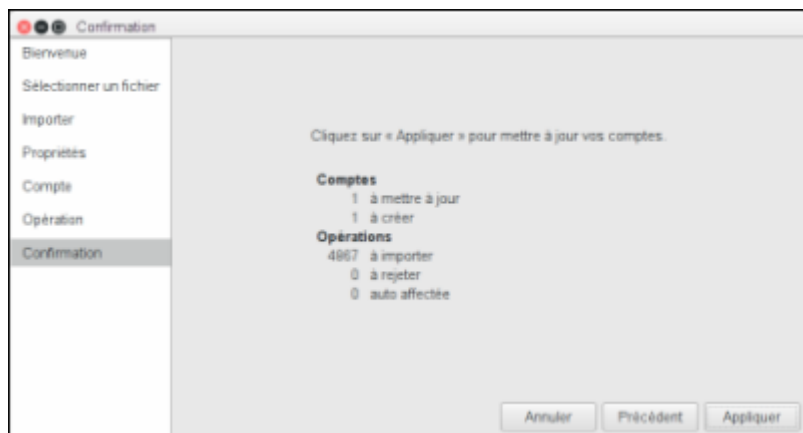 Confirmation
Bienvenue
Sélectionner un fichier
Importer
Propriétés
Compte
Opération
Confirmation
Cliquez sur « Appliquer » pour mettre à jour vos comptes.
Comptes
1 à mettre à jour
1 à créer
Opérations
4867 à importer
0 à rejeter
0 auto affectée
Annuler Précédent Appliquer